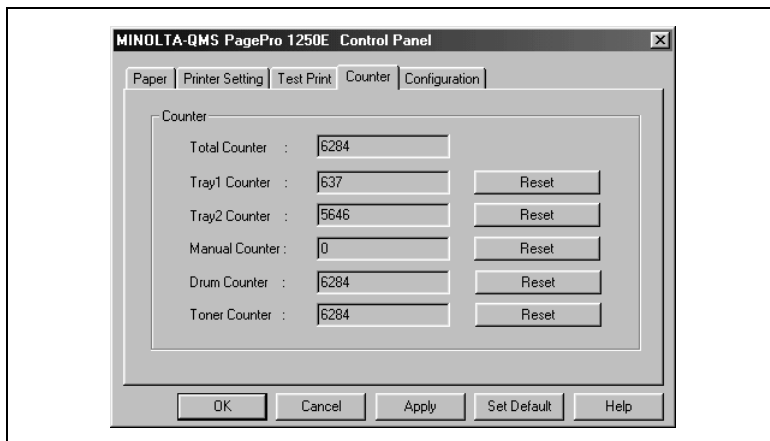 MINOLTA-QMS PagePro 1250E Control Panel
Paper Printer Setting Test Print Counter Configuration
Counter
Total Counter : 6284
Tray1 Counter : 637 Reset
Tray2 Counter : 5646 Reset
Manual Counter : 0 Reset
Drum Counter : 6284 Reset
Toner Counter : 6284 Reset
OK Cancel Apply Set Default Help